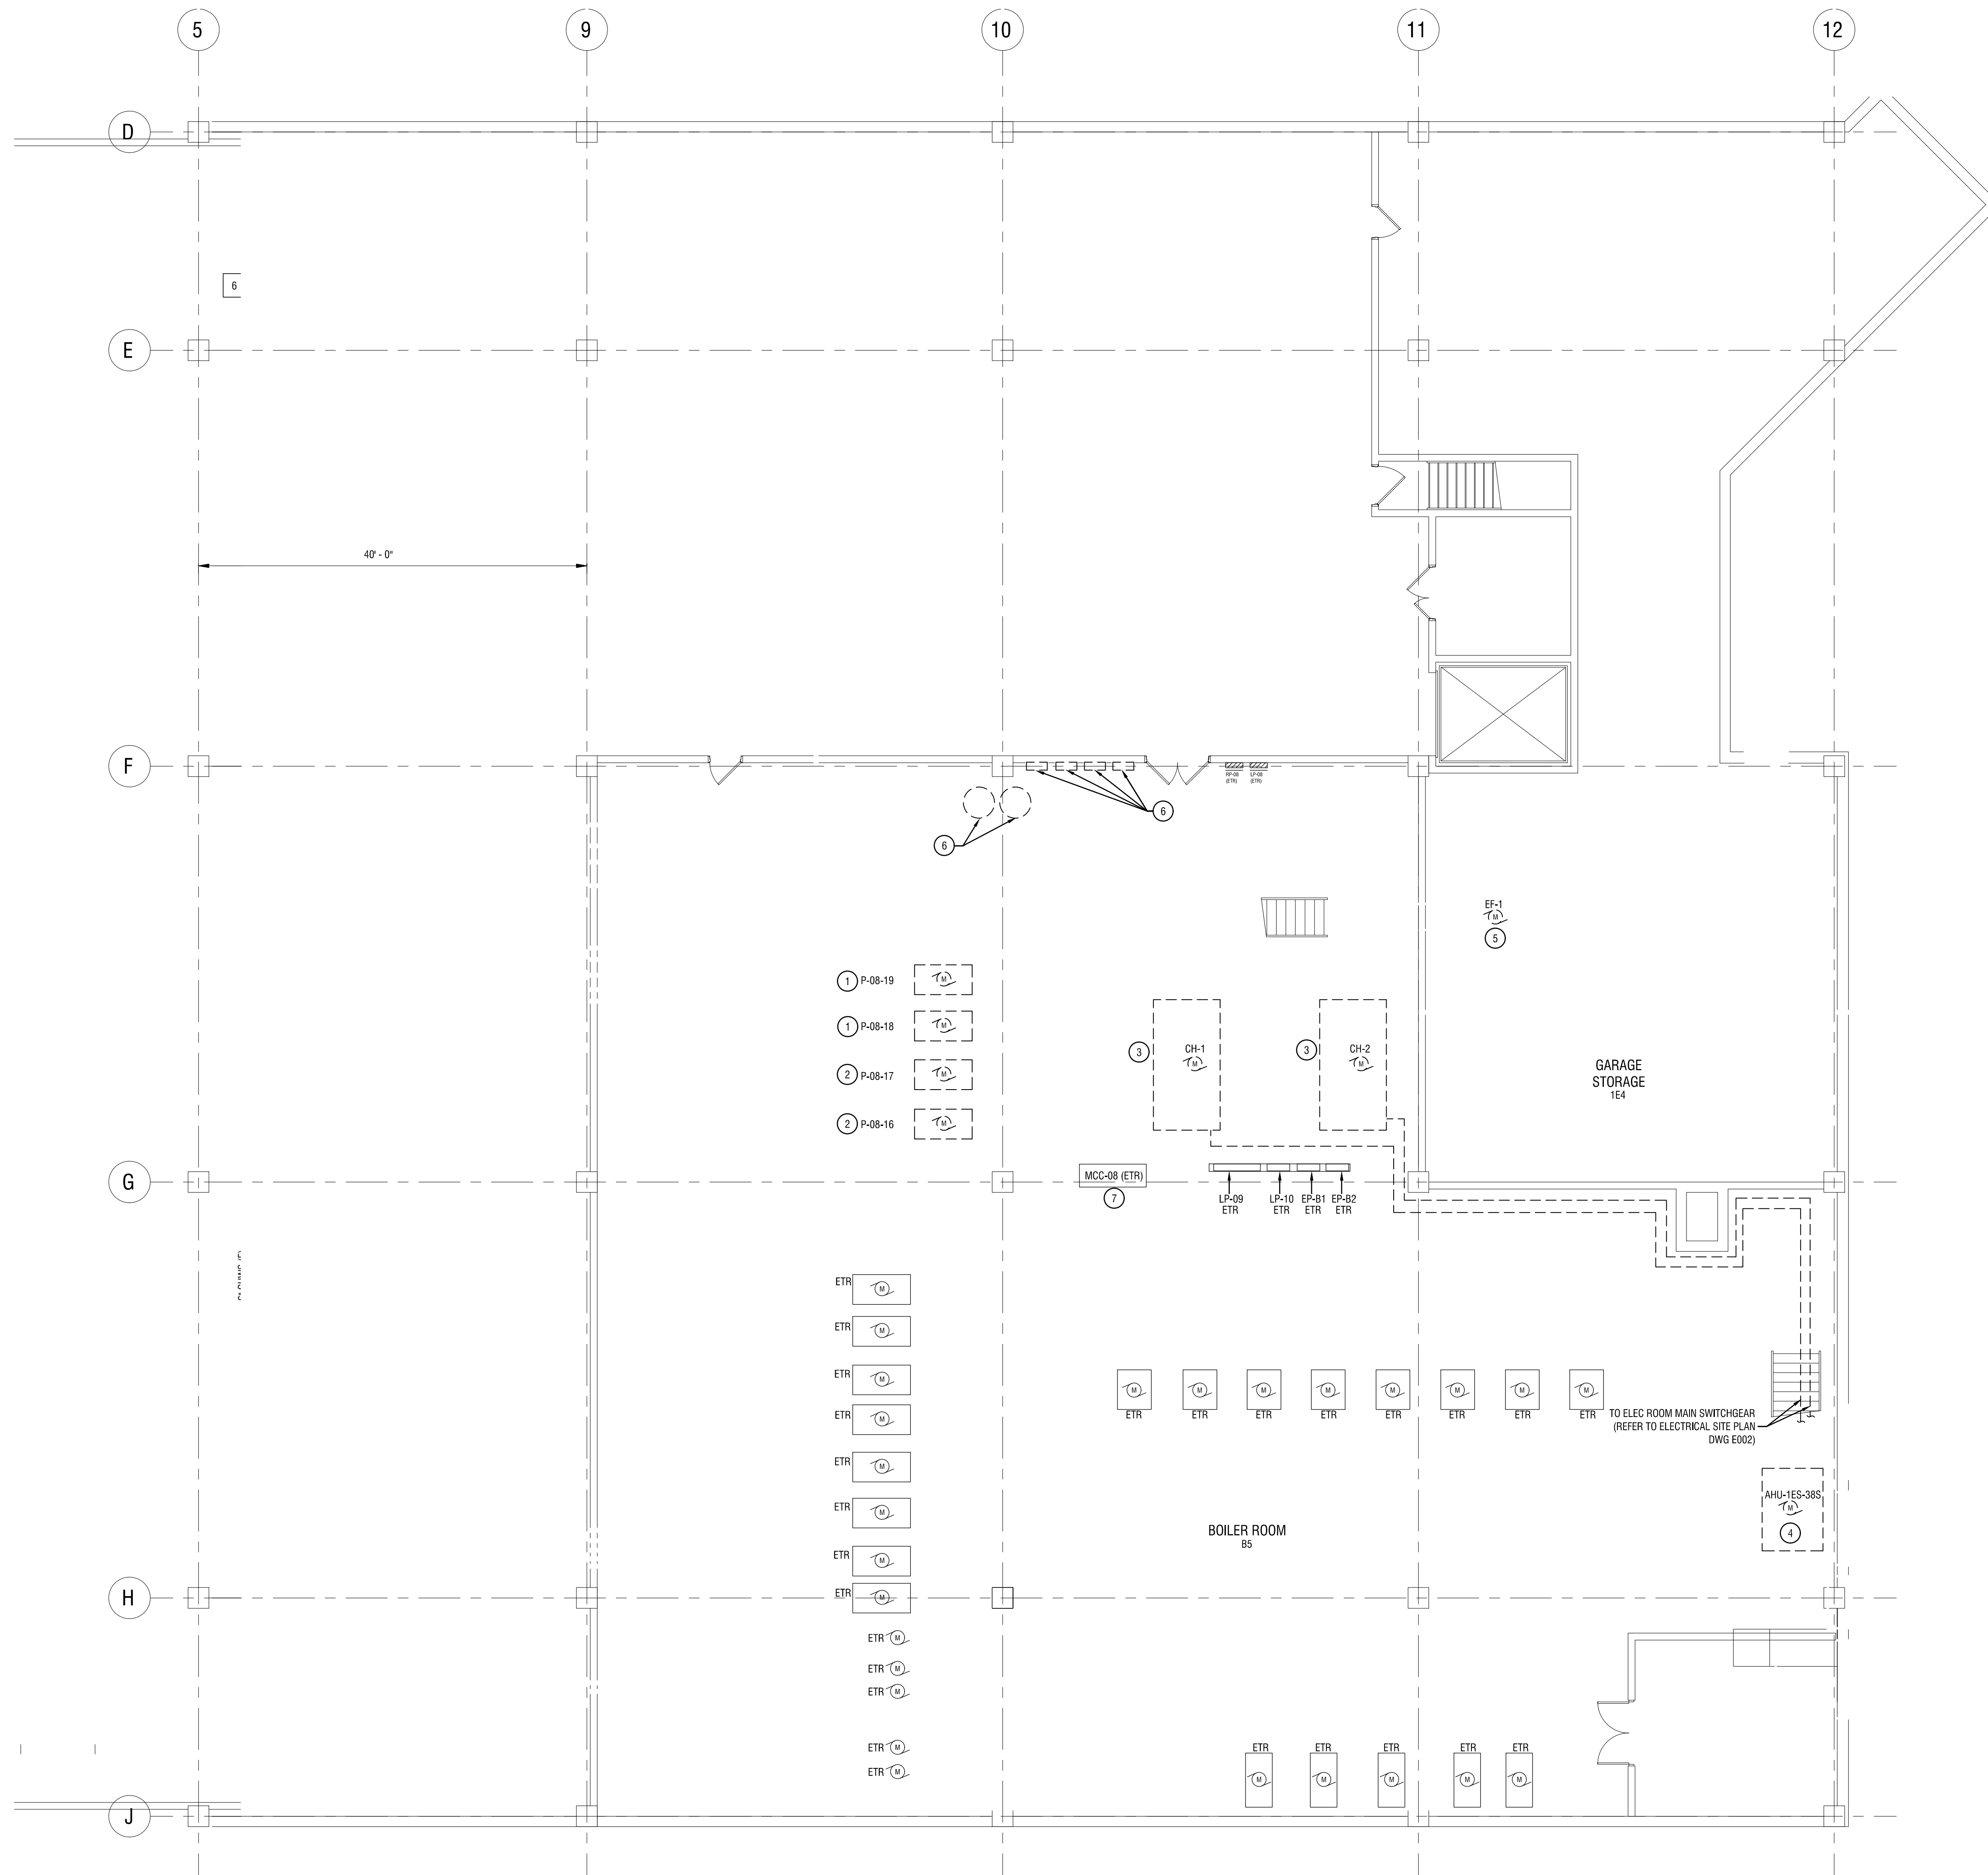 5
9
10
11
12
D
6
E
40' - 0"
F
RP-08
(ETR)
LP-08
(ETR)
6
6
EF-1
M
5
1 P-08-19
M
1 P-08-18
M
2 P-08-17
M
2 P-08-16
M
3
CH-1
M
3
CH-2
M
GARAGE
STORAGE
1E4
G
MCC-08 (ETR)
7
LP-09
ETR
LP-10
ETR
EP-B1
ETR
EP-B2
ETR
ETR M
ETR M
ETR M
ETR M
ETR M
ETR M
ETR M
ETR M
M
ETR
M
ETR
M
ETR
M
ETR
M
ETR
M
ETR
M
ETR
M
ETR
TO ELEC ROOM MAIN SWITCHGEAR
(REFER TO ELECTRICAL SITE PLAN
DWG E002)
AHU-1ES-38S
M
4
BOILER ROOM
B5
H
ETR M
ETR M
ETR M
ETR M
ETR M
ETR
M
ETR
M
ETR
M
ETR
M
ETR
M
J